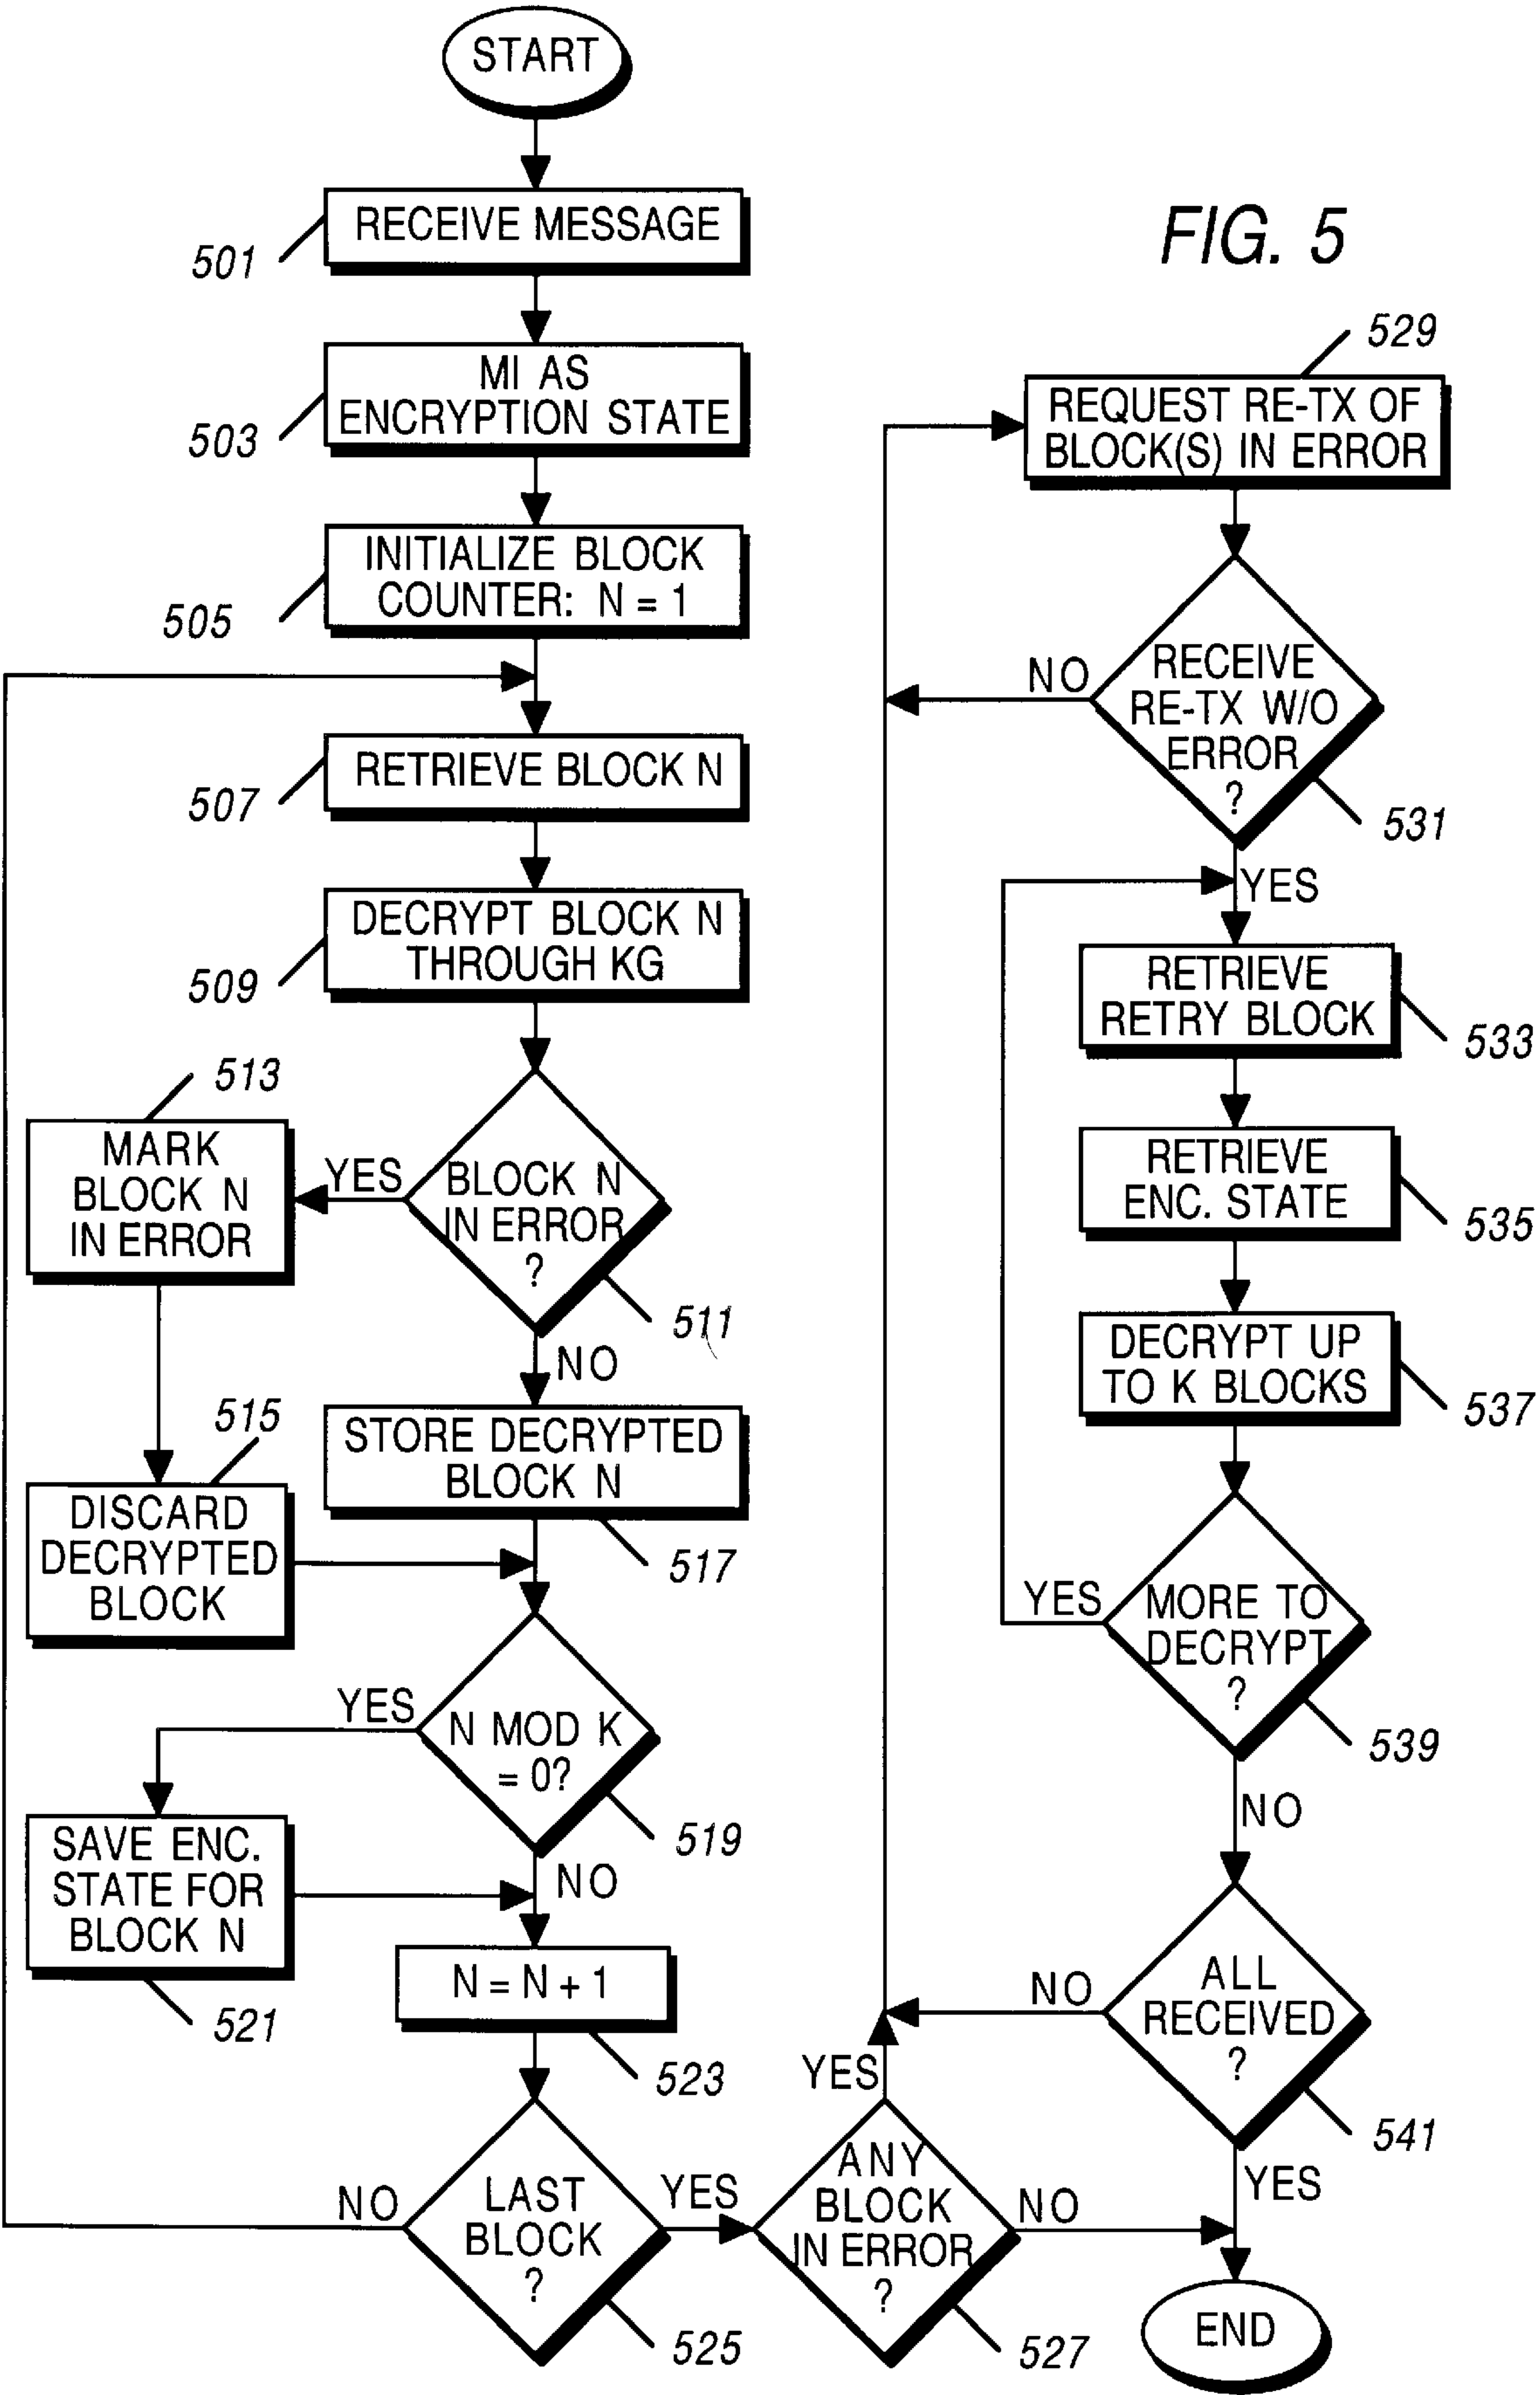 START
RECEIVE MESSAGE
501
MI AS
ENCRYPTION STATE
503
INITIALIZE BLOCK
COUNTER: N = 1
505
RETRIEVE BLOCK N
507
DECRYPT BLOCK N
THROUGH KG
509
BLOCK N
IN ERROR
?
511
YES
NO
513
MARK
BLOCK N
IN ERROR
515
DISCARD
DECRYPTED
BLOCK
STORE DECRYPTED
BLOCK N
517
N MOD K
= 0?
519
YES
NO
SAVE ENC.
STATE FOR
BLOCK N
521
N = N + 1
523
LAST
BLOCK
?
525
NO
YES
ANY
BLOCK
IN ERROR
?
527
YES
NO
FIG. 5
529
REQUEST RE-TX OF
BLOCK(S) IN ERROR
RECEIVE
RE-TX W/O
ERROR
?
531
NO
YES
RETRIEVE
RETRY BLOCK
533
RETRIEVE
ENC. STATE
535
DECRYPT UP
TO K BLOCKS
537
MORE TO
DECRYPT
?
539
YES
NO
ALL
RECEIVED
?
541
NO
YES
END